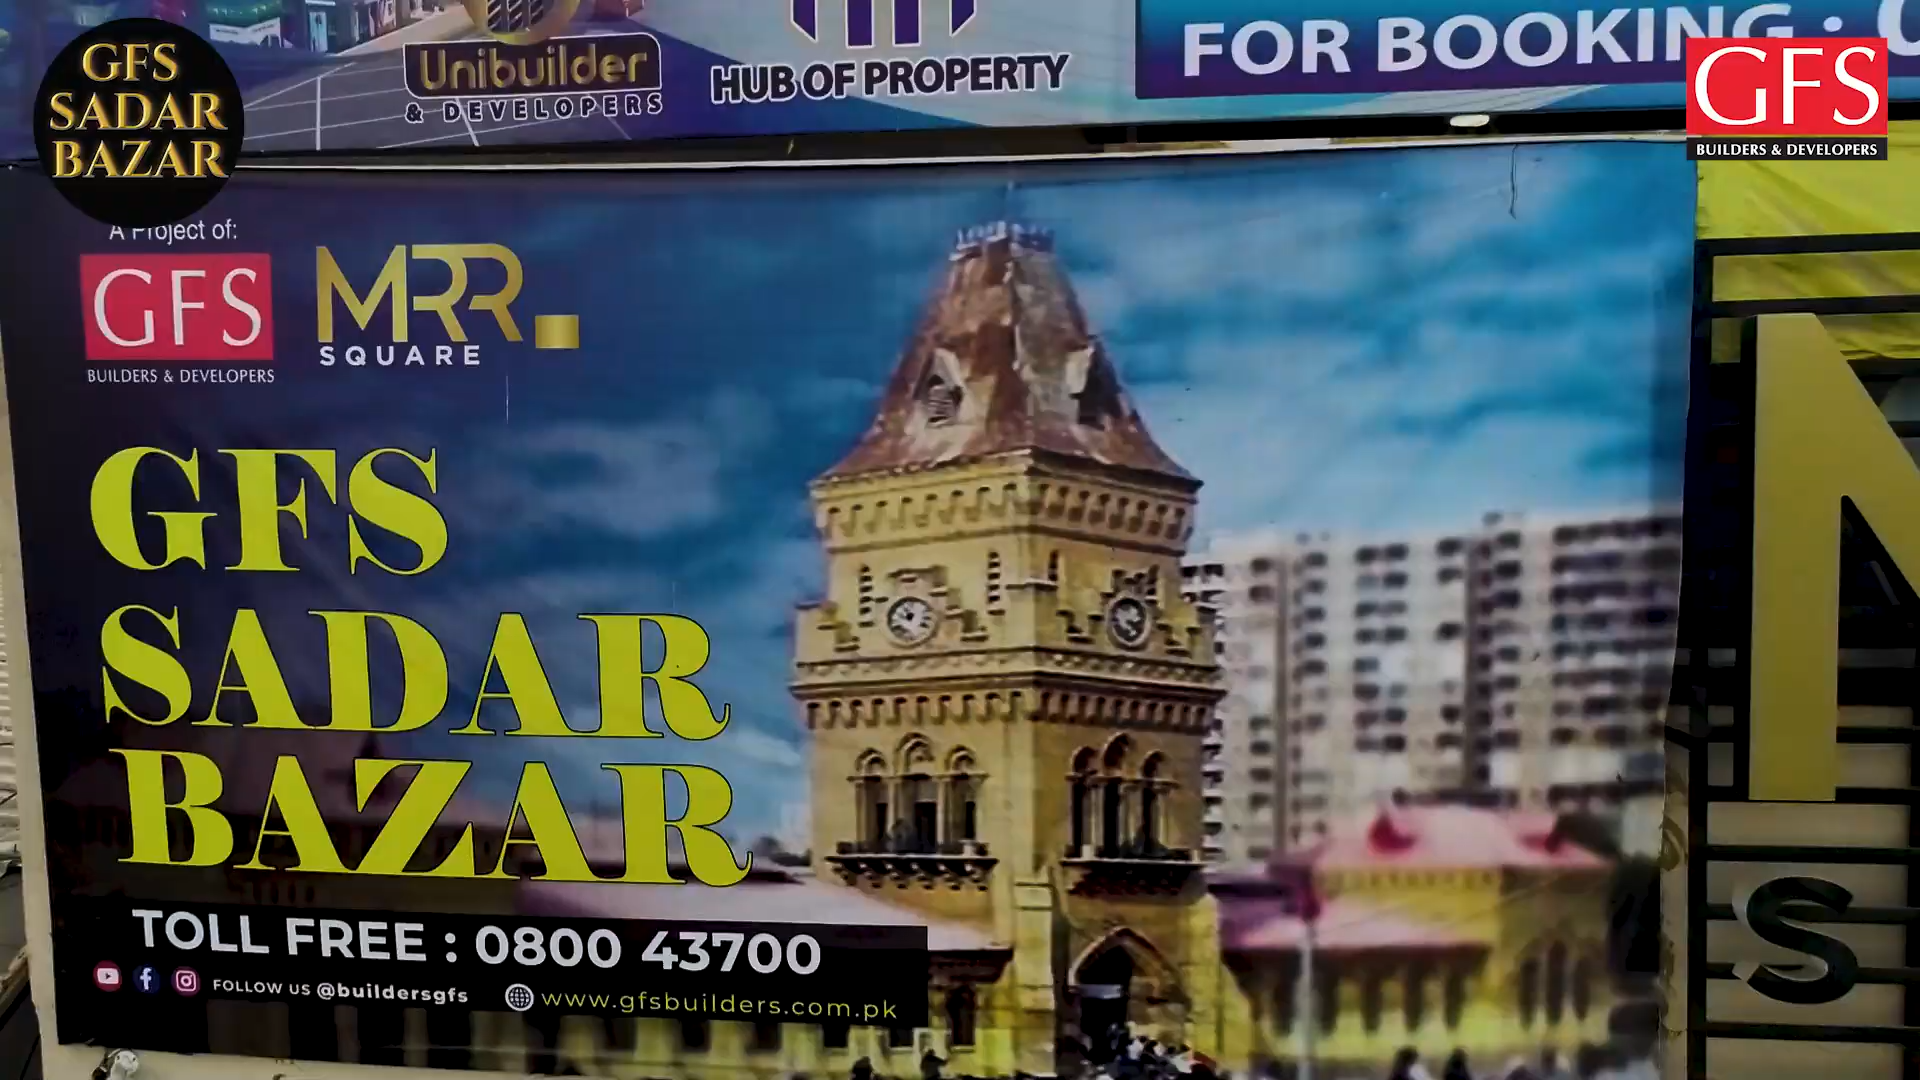 Unibuilder
& DEVELOPERS
HUB OF PROPERTY
FOR BOOKING :
GFS
SADAR
BAZAR
GFS
BUILDERS & DEVELOPERS
A Project of:
GFS
BUILDERS & DEVELOPERS
MRR
SQUARE
GFS
SADAR
BAZAR
TOLL FREE : 0800 43700
FOLLOW US @buildersgfs
www.gfsbuilders.com.pk
S